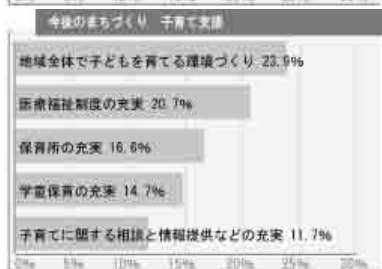 今後のまちづくり 子育て支援
地域全体で子どもを育てる環境づくり 23.9%
医療福祉制度の充実 20.7%
保育所の充実 16.6%
学童保育の充実 14.7%
子育てに関する相談と情報提供などの充実 11.7%
0% 5% 10% 15% 20% 25% 30%